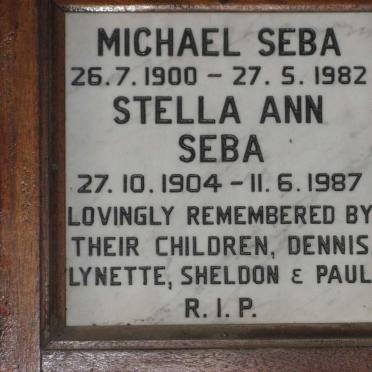 MICHAEL SEBA
26.7.1900 – 27.5.1982
STELLA ANN
SEBA
27.10.1904 – 11.6.1987
LOVINGLY REMEMBERED BY
THEIR CHILDREN, DENNIS
LYNETTE, SHELDON & PAUL
R.I.P.